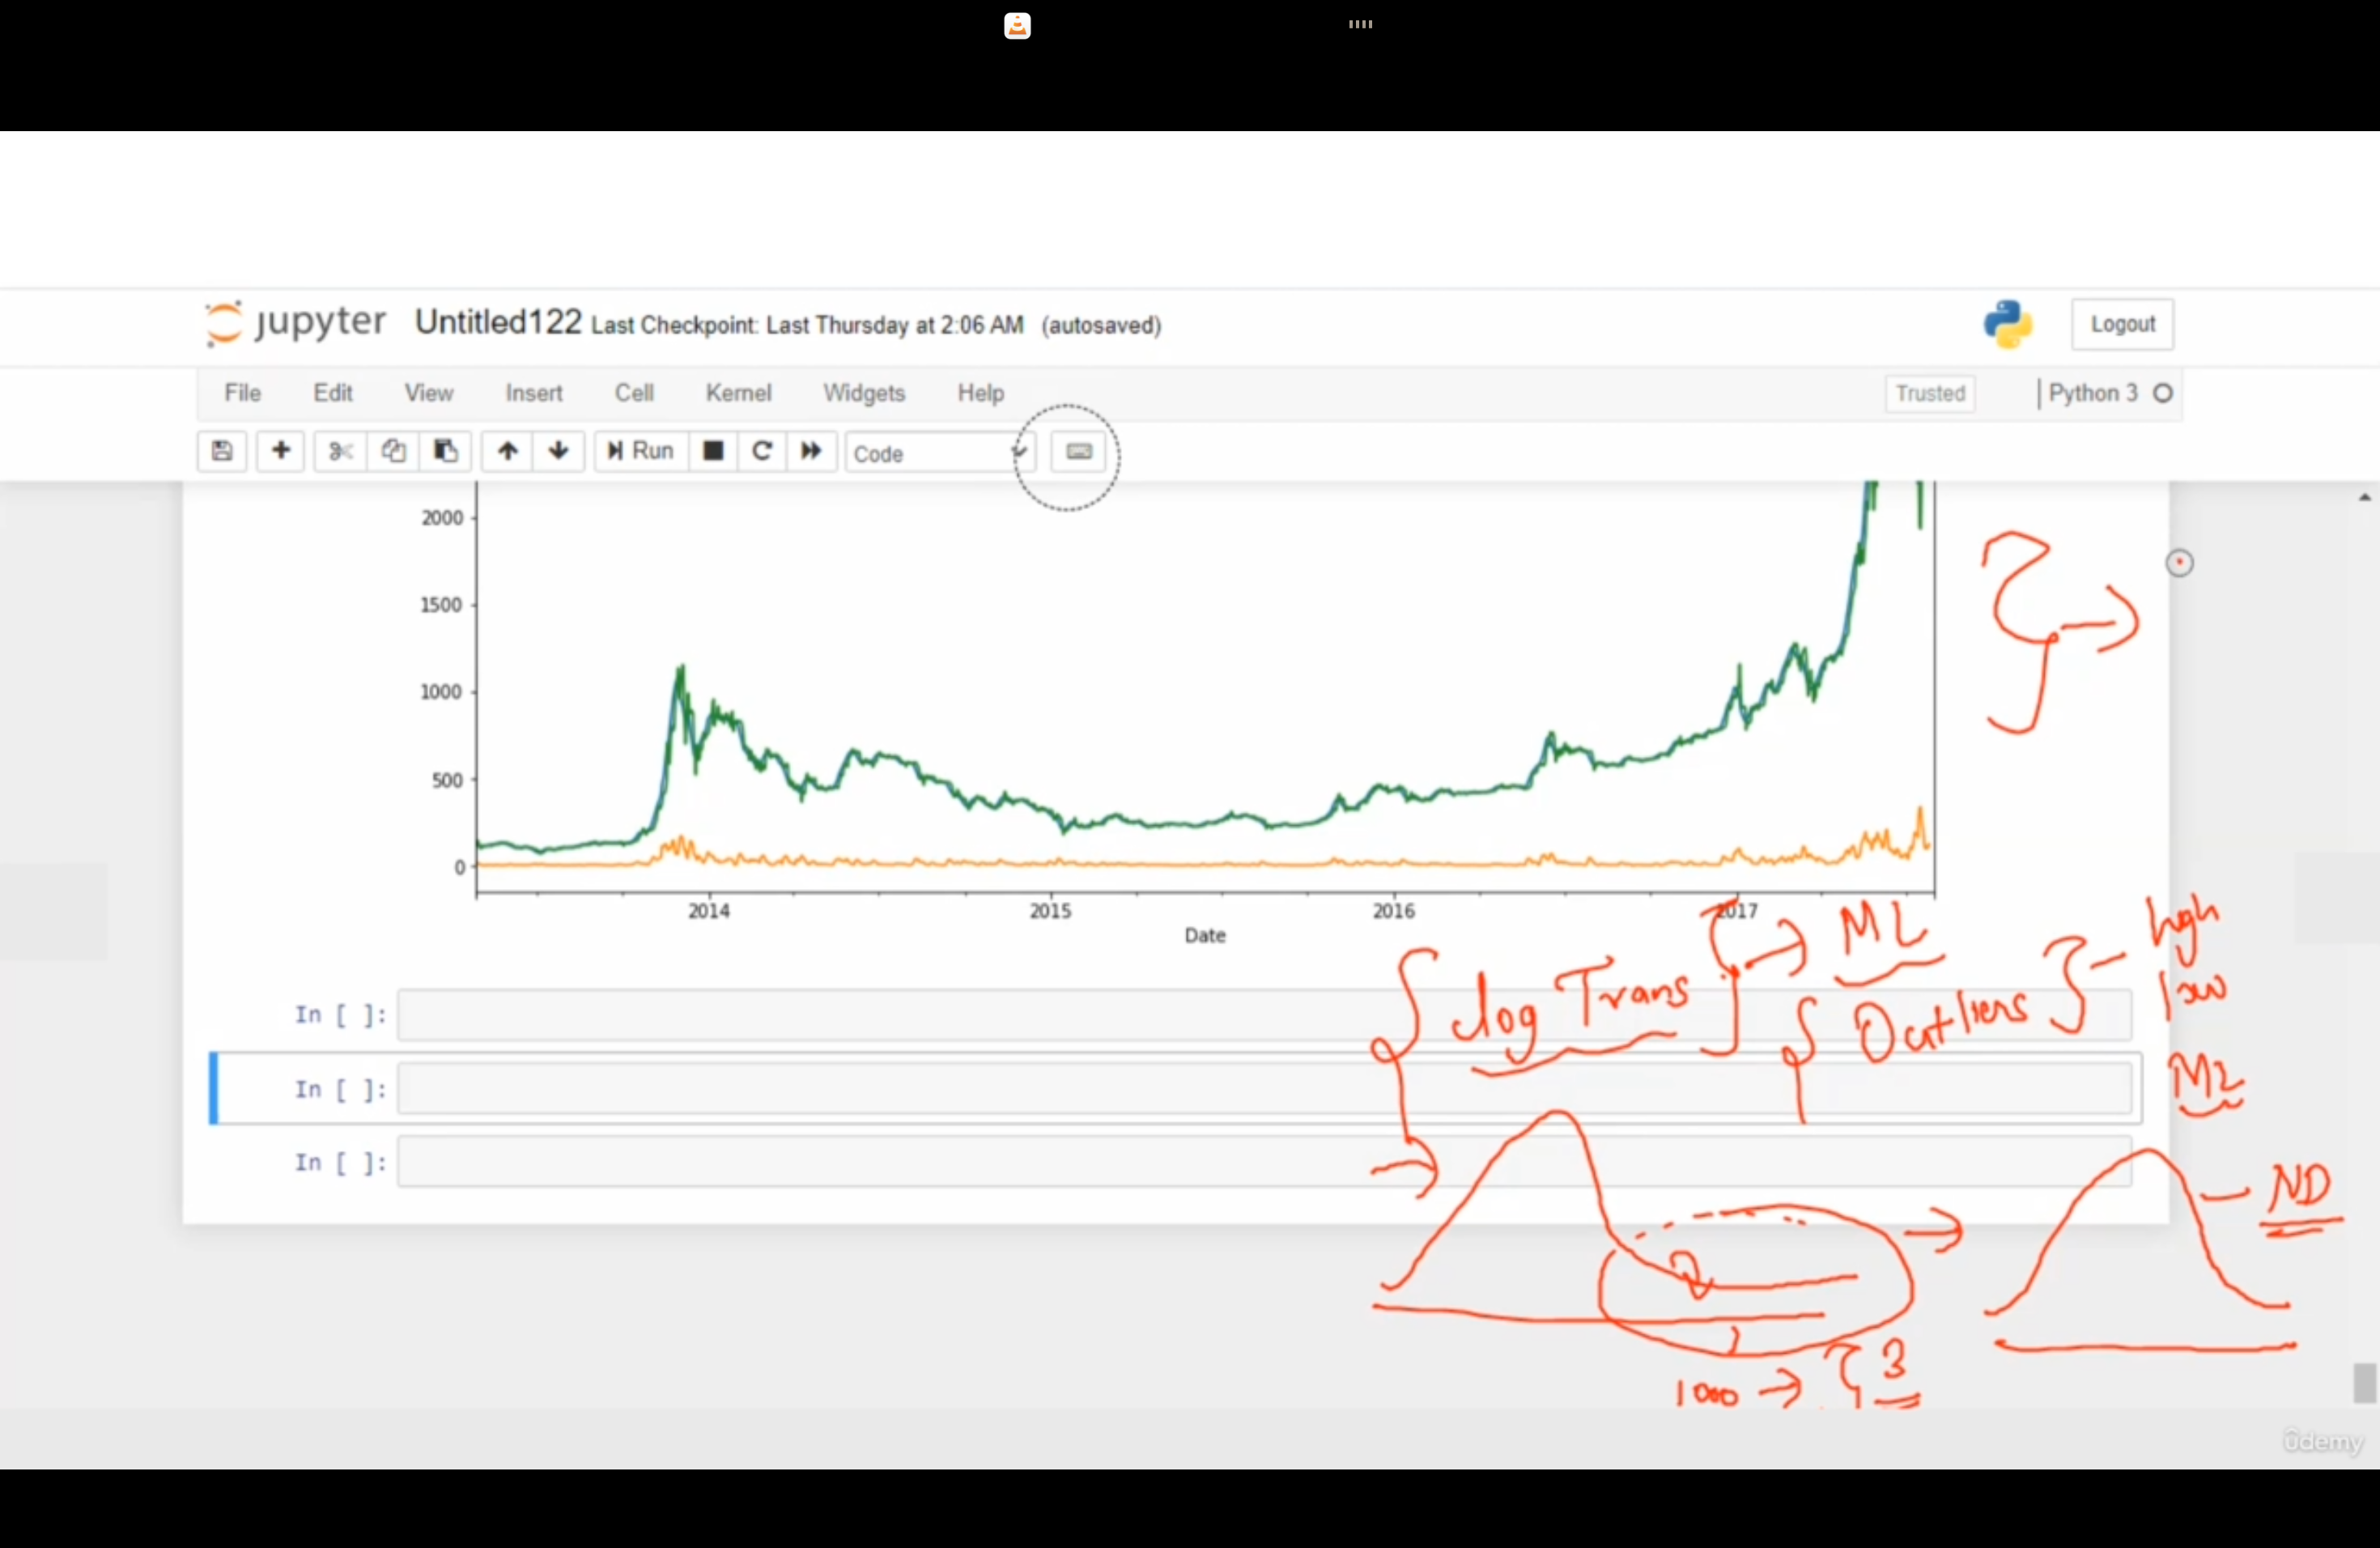 jupyter Untitled122 Last Checkpoint: Last Thursday at 2:06 AM (autosaved) Logout
File Edit View Insert Cell Kernel Widgets Help Trusted Python 3
Run Code
2000
1500
1000
500
0
2014 2015 2016 2017
Date
log Trans → ML
Outliers high
low
ML
In [ ]:
In [ ]:
In [ ]:
ND
1000 → 3
udemy